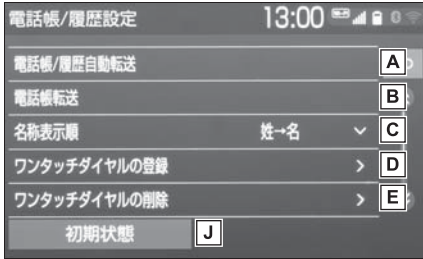 電話帳/履歴設定 13:00
電話帳/履歴自動転送 A
電話帳転送 B
名称表示順 姓→名 C
ワンタッチダイヤルの登録 D
ワンタッチダイヤルの削除 E
初期状態 J